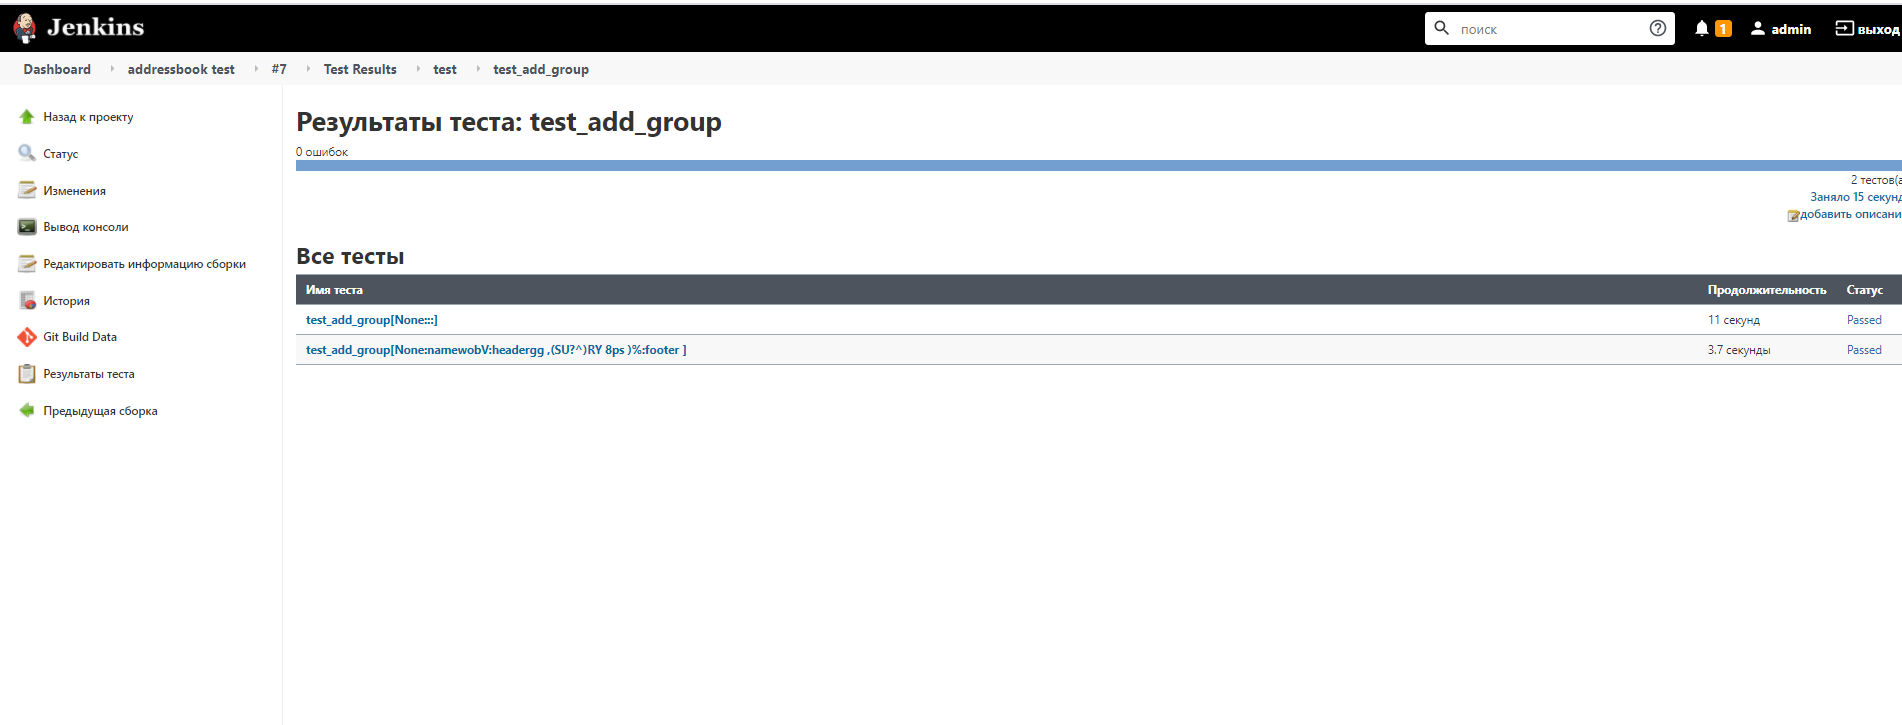 Jenkins
поиск
1
admin
выход
Dashboard
addressbook test
#7
Test Results
test
test_add_group
Назад к проекту
Статус
Изменения
Вывод консоли
Редактировать информацию сборки
История
Git Build Data
Результаты теста
Предыдущая сборка
Результаты теста: test_add_group
0 ошибок
2 тестов(а
Заняло 15 секунд
добавить описани
Все тесты
Имя теста Продолжительность Статус
test_add_group[None:::] 11 секунд Passed
test_add_group[None:namewobV:headergg ,(SU?^)RY 8ps )%:footer ] 3.7 секунды Passed